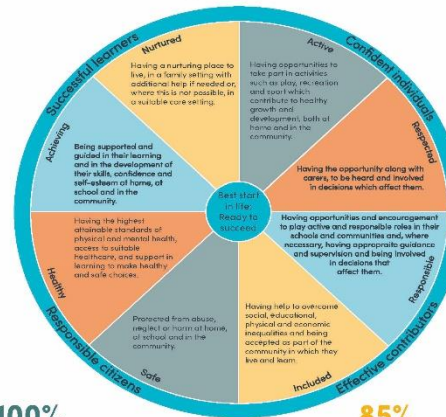 Successful learners
Confident individuals
Nurtured
Having a nurturing place to
live, in a family setting with
additional help if needed or,
where this is not possible, in
a suitable care setting.
Active
Having opportunities to
take part in activities
such as play, recreation
and sport which
contribute to healthy
growth and
development, both at
home and in the
community.
Achieving
Being supported and
guided in their learning
and in the development of
their skills, confidence and
self-esteem at home, at
school and in the
community.
Respected
Having the opportunity along with
carers, to be heard and involved
in decisions which affect them.
Best start
in life:
Ready to
succeed
Healthy
Having the highest
attainable standards of
physical and mental health,
access to suitable
healthcare, and support in
learning to make healthy
and safe choices.
Having opportunities and encouragement
to play active and responsible roles in their
schools and communities and, where
necessary, having appropraite guidance
and supervision and being involved
in decisions that
affect them.
Responsible
Safe
Protected from abuse,
neglect or harm at home,
at school and in the
community.
Having help to overcome
social, educational,
physical and economic
inequalities and being
accepted as part of the
community in which they
live and learn.
Included
Responsible citizens
Effective contributors
100%
85%